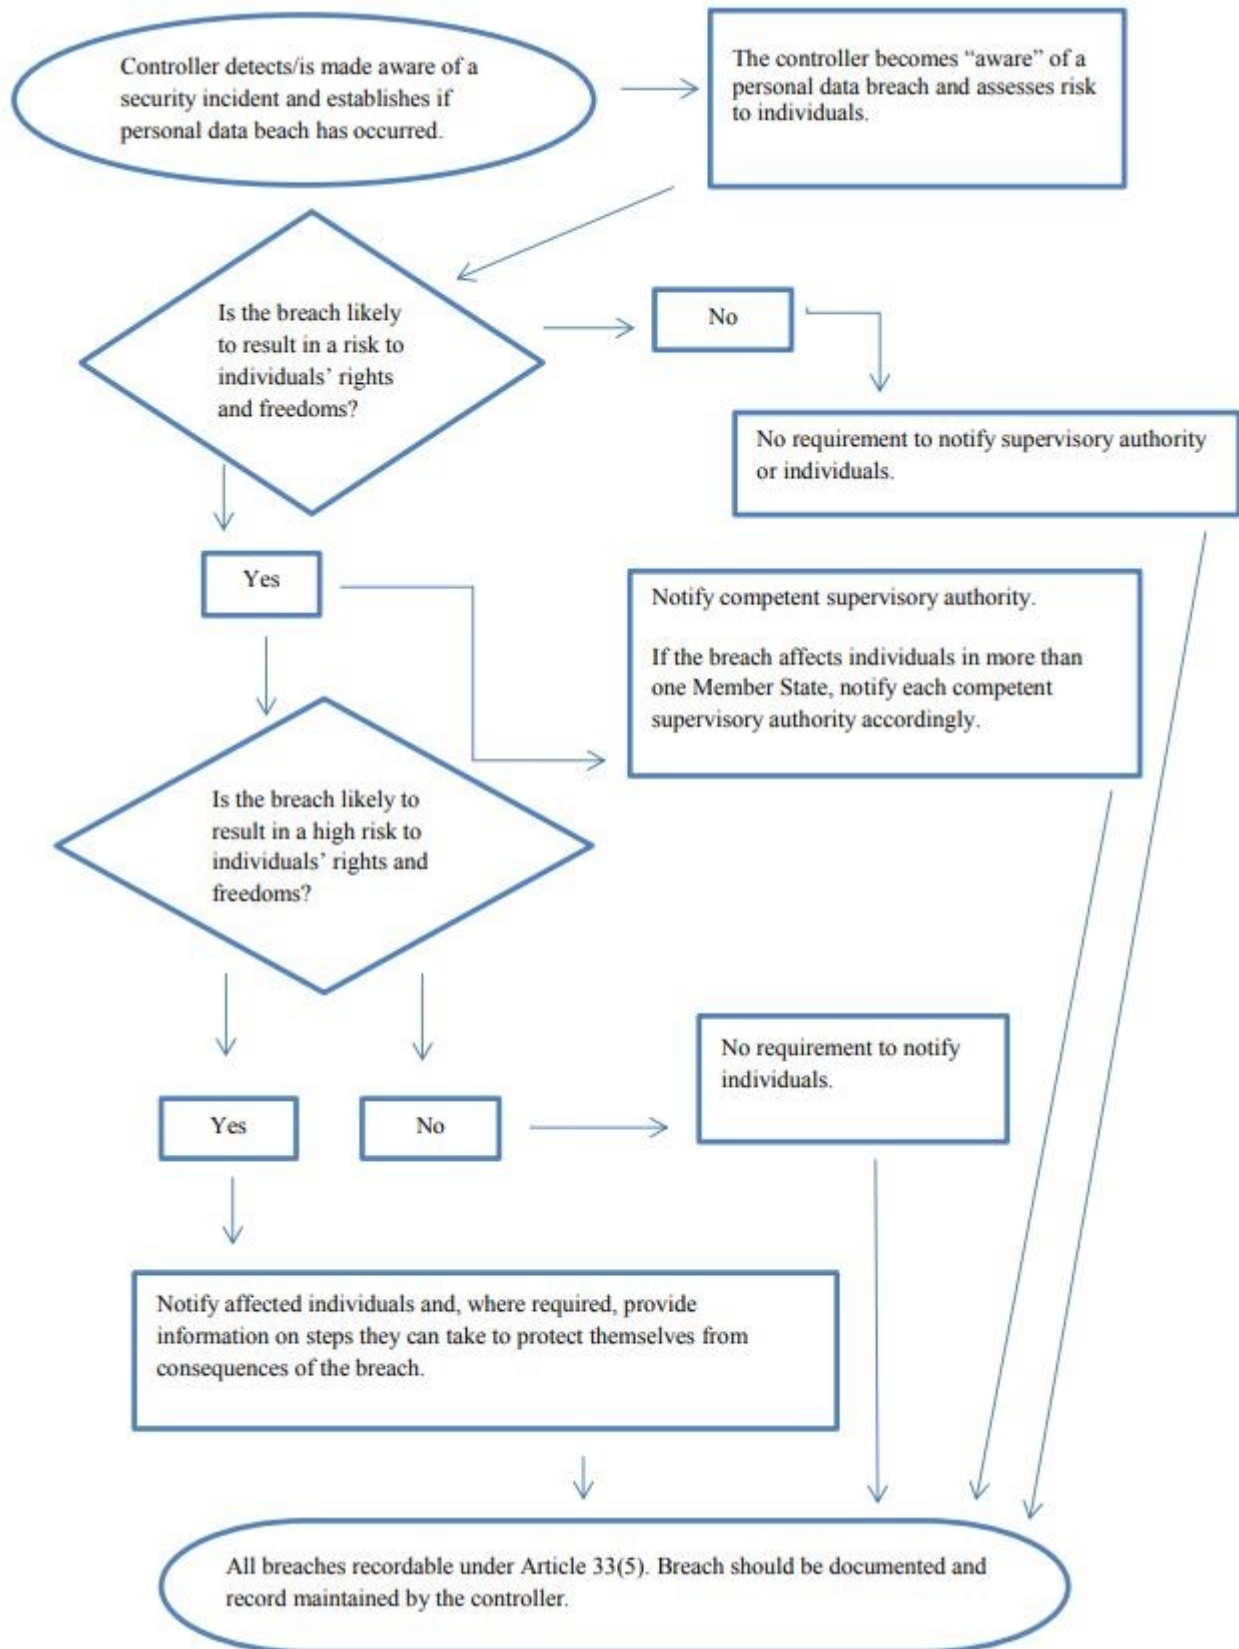 Controller detects/is made aware of a
security incident and establishes if
personal data beach has occurred.
The controller becomes “aware” of a
personal data breach and assesses risk
to individuals.
Is the breach likely
to result in a risk to
individuals’ rights
and freedoms?
No
No requirement to notify supervisory authority
or individuals.
Yes
Notify competent supervisory authority.
If the breach affects individuals in more than
one Member State, notify each competent
supervisory authority accordingly.
Is the breach likely to
result in a high risk to
individuals’ rights and
freedoms?
No requirement to notify
individuals.
Yes
No
Notify affected individuals and, where required, provide
information on steps they can take to protect themselves from
consequences of the breach.
All breaches recordable under Article 33(5). Breach should be documented and
record maintained by the controller.